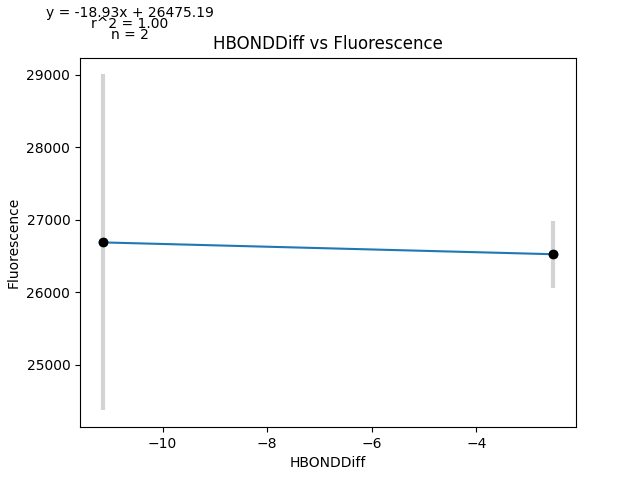 y = -18.93x + 26475.19
r^2 = 1.00
n = 2
HBONDDiff vs Fluorescence
29000
28000
27000
26000
25000
Fluorescence
−10
−8
−6
−4
HBONDDiff